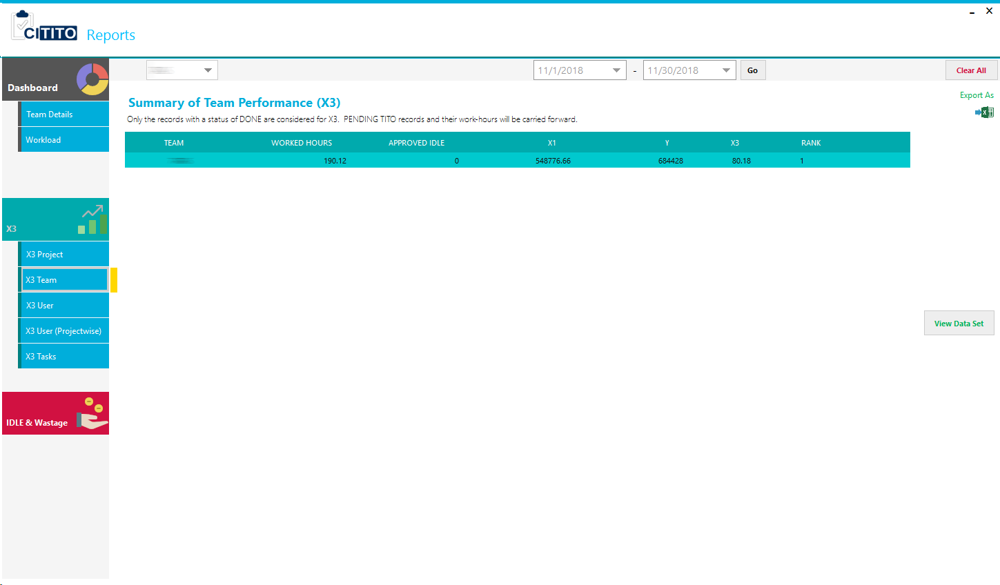 CITITO Reports
11/1/2018 - 11/30/2018 Go Clear All
Dashboard
Team Details
Workload
Export As
Summary of Team Performance (X3)
Only the records with a status of DONE are considered for X3. PENDING TITO records and their work-hours will be carried forward.
TEAM WORKED HOURS APPROVED IDLE X1 Y X3 RANK
190.12 0 548776.66 684428 80.18 1
X3
X3 Project
X3 Team
X3 User
X3 User (Projectwise)
X3 Tasks
View Data Set
IDLE & Wastage